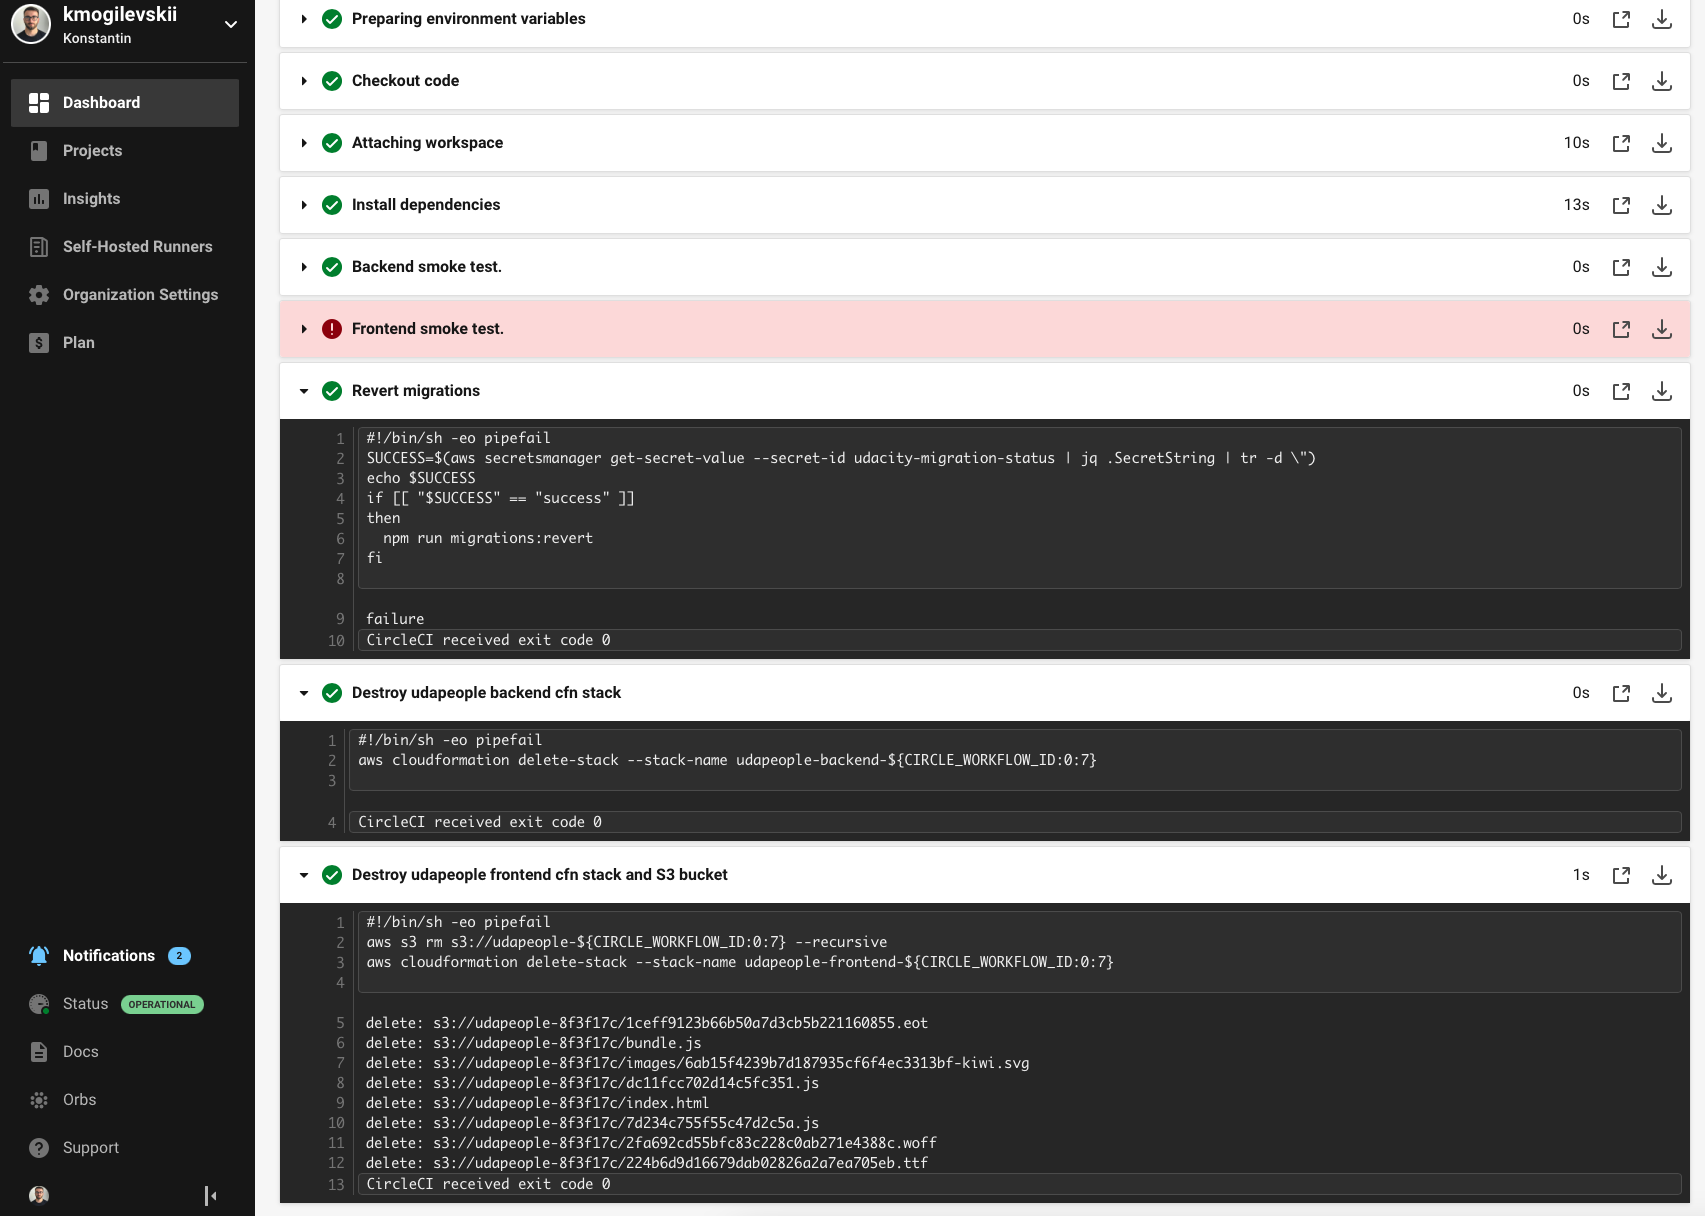 kmogilevskii
Konstantin
Dashboard
Projects
Insights
Self-Hosted Runners
Organization Settings
Plan
Notifications 2
Status OPERATIONAL
Docs
Orbs
Support
Preparing environment variables 0s
Checkout code 0s
Attaching workspace 10s
Install dependencies 13s
Backend smoke test. 0s
Frontend smoke test. 0s
Revert migrations 0s
1 #!/bin/sh -eo pipefail
2 SUCCESS=$(aws secretsmanager get-secret-value --secret-id udacity-migration-status | jq .SecretString | tr -d \")
3 echo $SUCCESS
4 if [[ "$SUCCESS" == "success" ]]
5 then
6   npm run migrations:revert
7 fi
8
9 failure
10 CircleCI received exit code 0
Destroy udapeople backend cfn stack 0s
1 #!/bin/sh -eo pipefail
2 aws cloudformation delete-stack --stack-name udapeople-backend-${CIRCLE_WORKFLOW_ID:0:7}
3
4 CircleCI received exit code 0
Destroy udapeople frontend cfn stack and S3 bucket 1s
1 #!/bin/sh -eo pipefail
2 aws s3 rm s3://udapeople-${CIRCLE_WORKFLOW_ID:0:7} --recursive
3 aws cloudformation delete-stack --stack-name udapeople-frontend-${CIRCLE_WORKFLOW_ID:0:7}
4
5 delete: s3://udapeople-8f3f17c/1ceff9123b66b50a7d3cb5b221160855.eot
6 delete: s3://udapeople-8f3f17c/bundle.js
7 delete: s3://udapeople-8f3f17c/images/6ab15f4239b7d187935cf6f4ec3313bf-kiwi.svg
8 delete: s3://udapeople-8f3f17c/dc11fcc702d14c5fc351.js
9 delete: s3://udapeople-8f3f17c/index.html
10 delete: s3://udapeople-8f3f17c/7d234c755f55c47d2c5a.js
11 delete: s3://udapeople-8f3f17c/2fa692cd55bfc83c228c0ab271e4388c.woff
12 delete: s3://udapeople-8f3f17c/224b6d9d16679dab02826a2a7ea705eb.ttf
13 CircleCI received exit code 0